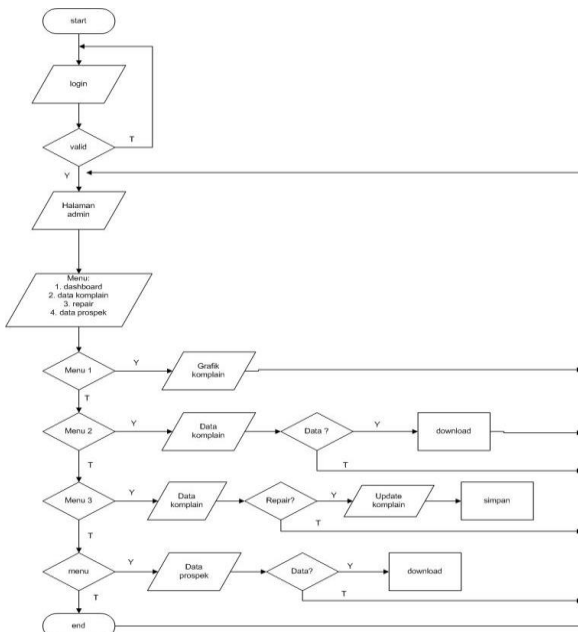 start
login
valid
T
Y
Halaman
admin
Menu:
1. dashboard
2. data komplain
3. repair
4. data prospek
Menu 1
Y
Grafik
komplain
T
Menu 2
Y
Data
komplain
Data ?
Y
download
T
T
Menu 3
Y
Data
komplain
Repair?
Y
Update
komplain
simpan
T
T
menu
Y
Data
prospek
Data?
Y
download
T
T
end